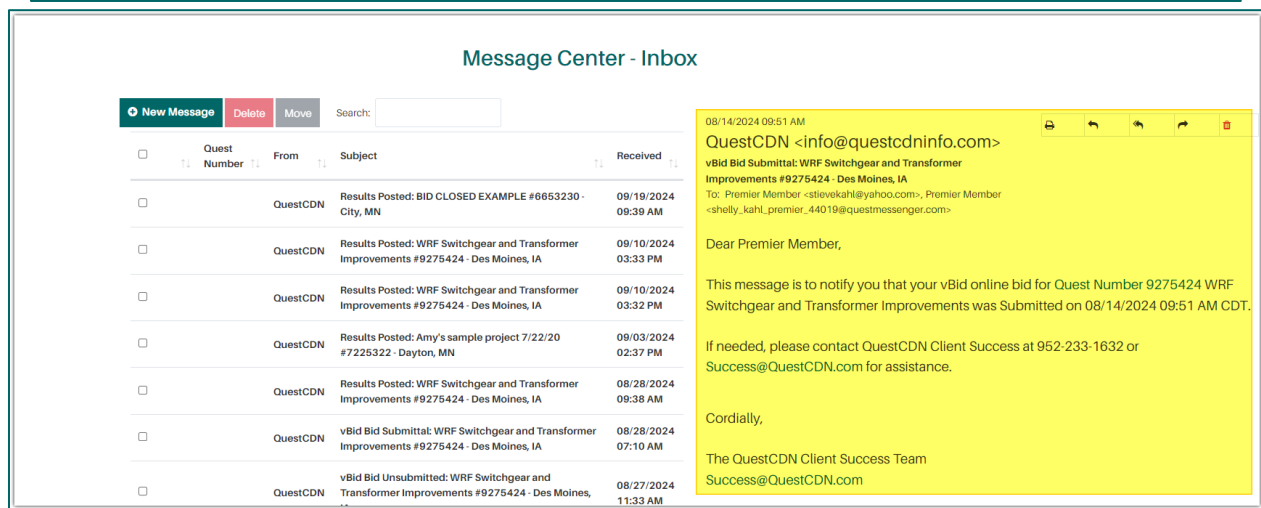 Message Center - Inbox
New Message Delete Move Search:
Quest
Number From Subject Received
QuestCDN
Results Posted: BID CLOSED EXAMPLE #6653230 -
City, MN
09/19/2024
09:39 AM
QuestCDN
Results Posted: WRF Switchgear and Transformer
Improvements #9275424 - Des Moines, IA
09/10/2024
03:33 PM
QuestCDN
Results Posted: WRF Switchgear and Transformer
Improvements #9275424 - Des Moines, IA
09/10/2024
03:32 PM
QuestCDN
Results Posted: Amy's sample project 7/22/20
#7225322 - Dayton, MN
09/03/2024
02:37 PM
QuestCDN
Results Posted: WRF Switchgear and Transformer
Improvements #9275424 - Des Moines, IA
08/28/2024
09:38 AM
QuestCDN
vBid Bid Submittal: WRF Switchgear and Transformer
Improvements #9275424 - Des Moines, IA
08/28/2024
07:10 AM
QuestCDN
vBid Bid Unsubmitted: WRF Switchgear and
Transformer Improvements #9275424 - Des Moines,
08/27/2024
11:33 AM
08/14/2024 09:51 AM
QuestCDN <info@questcdninfo.com>
vBid Bid Submittal: WRF Switchgear and Transformer
Improvements #9275424 - Des Moines, IA
To: Premier Member <stievekahl@yahoo.com>, Premier Member
<shelly_kahl_premier_44019@questmessenger.com>
Dear Premier Member,
This message is to notify you that your vBid online bid for Quest Number 9275424 WRF
Switchgear and Transformer Improvements was Submitted on 08/14/2024 09:51 AM CDT.
If needed, please contact QuestCDN Client Success at 952-233-1632 or
Success@QuestCDN.com for assistance.
Cordially,
The QuestCDN Client Success Team
Success@QuestCDN.com